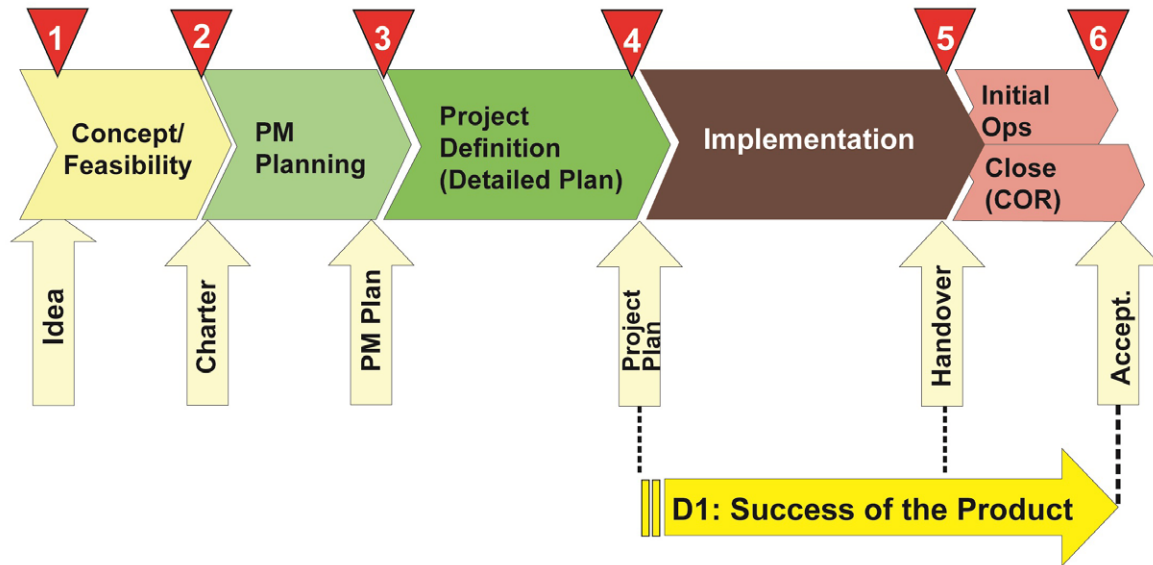 1
2
3
4
5
6
Concept/
Feasibility
PM
Planning
Project
Definition
(Detailed Plan)
Implementation
Initial
Ops
Close
(COR)
Idea
Charter
PM Plan
Project
Plan
Handover
Accept.
D1: Success of the Product